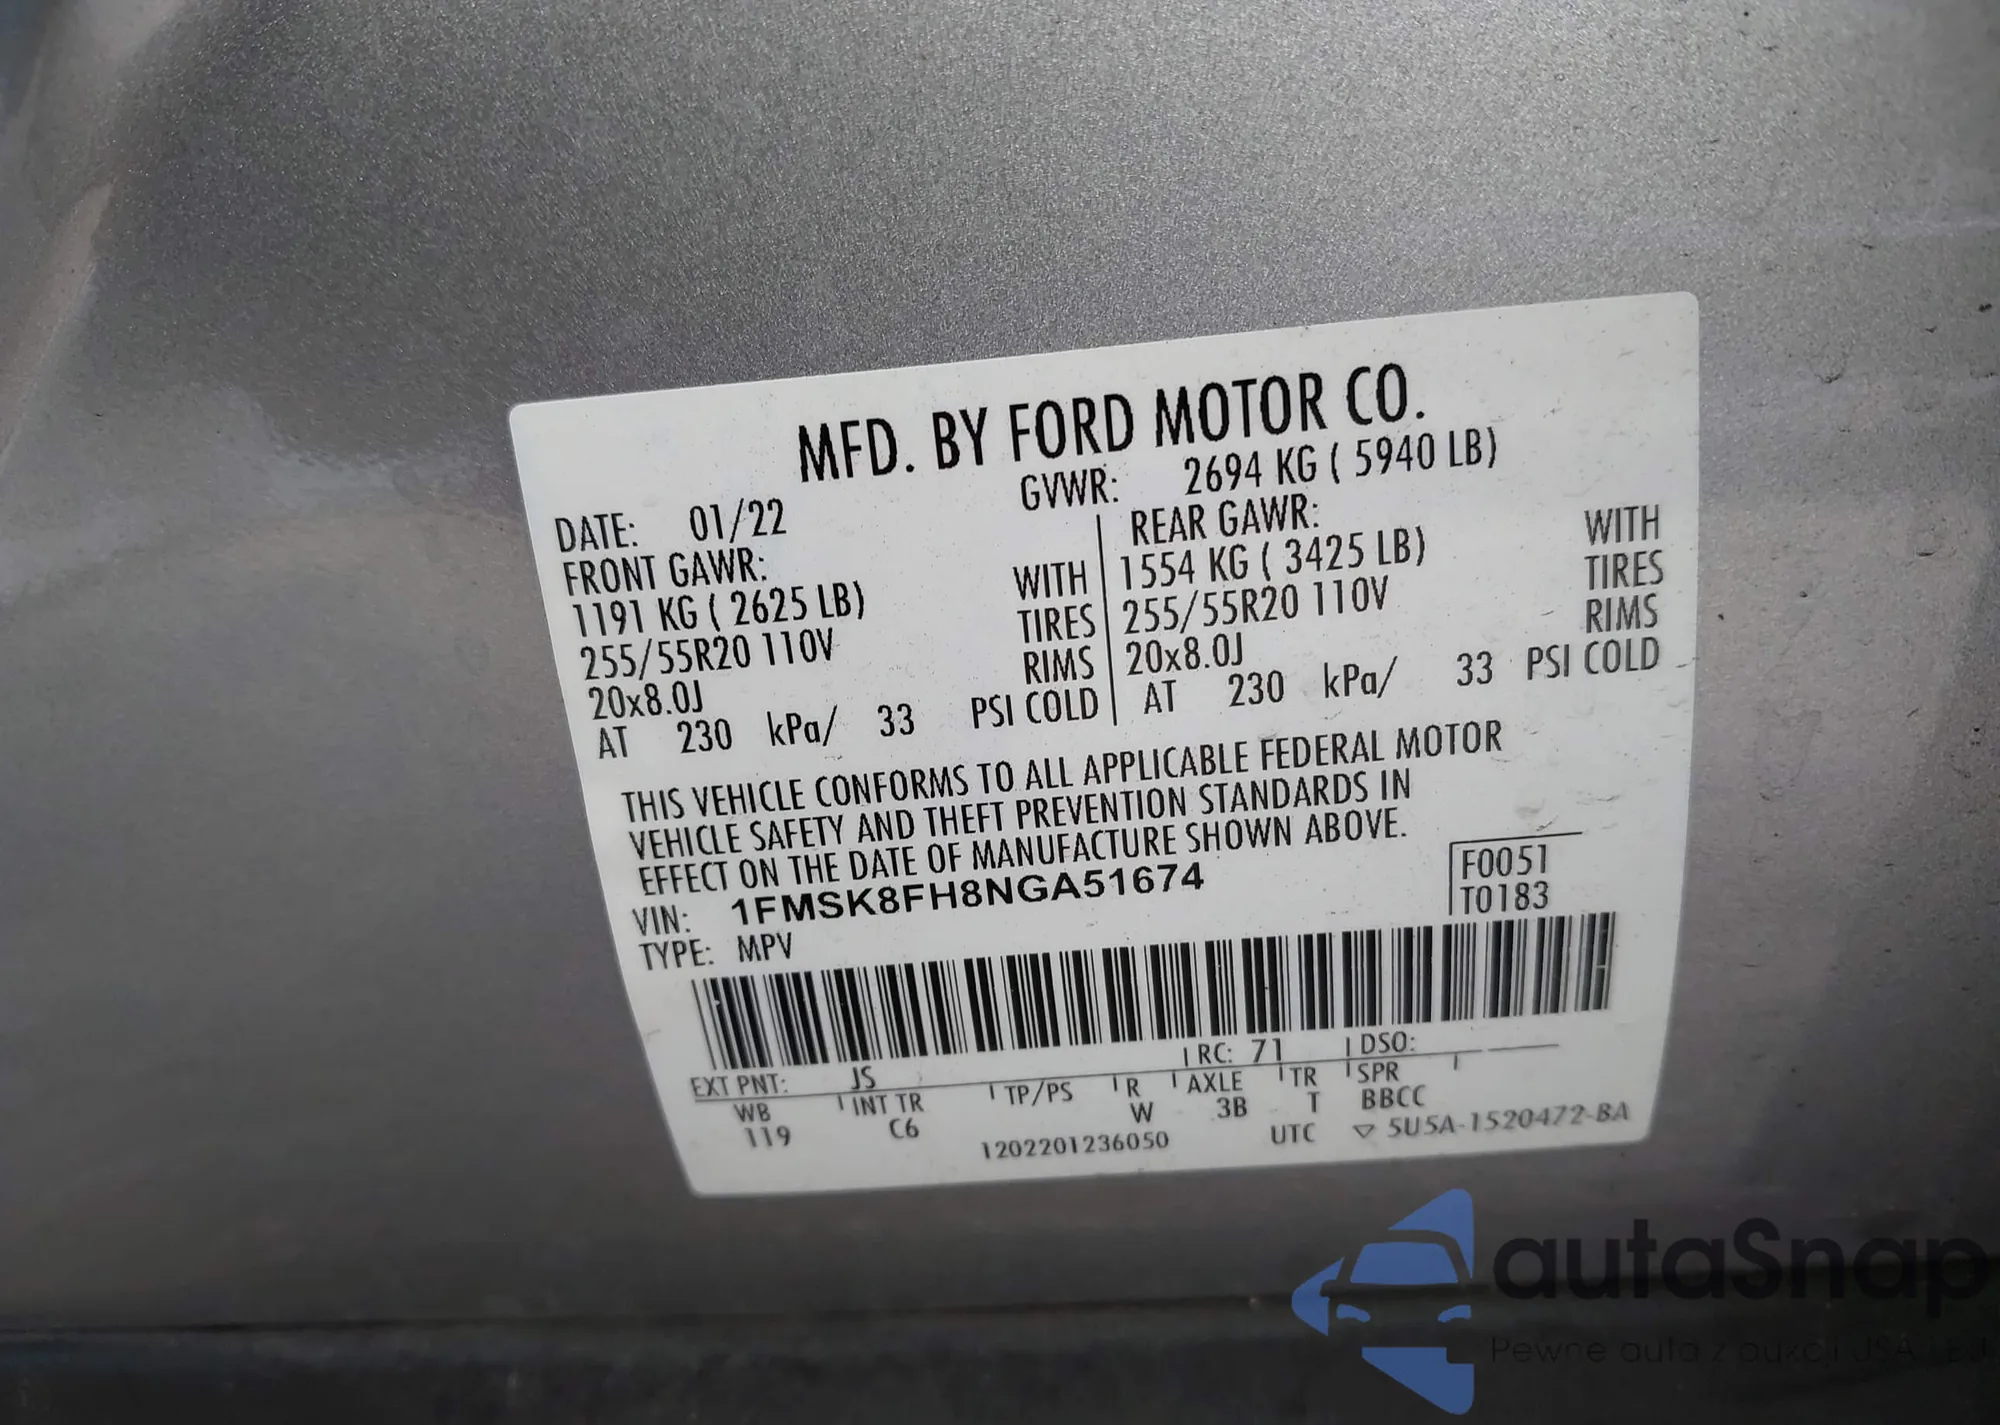 MFD. BY FORD MOTOR CO.
DATE: 01/22 GVWR: 2694 KG ( 5940 LB)
FRONT GAWR: REAR GAWR:
1191 KG ( 2625 LB) WITH 1554 KG ( 3425 LB) WITH
255/55R20 110V TIRES 255/55R20 110V TIRES
20x8.0J RIMS 20x8.0J RIMS
AT 230 kPa/ 33 PSI COLD AT 230 kPa/ 33 PSI COLD
THIS VEHICLE CONFORMS TO ALL APPLICABLE FEDERAL MOTOR
VEHICLE SAFETY AND THEFT PREVENTION STANDARDS IN
EFFECT ON THE DATE OF MANUFACTURE SHOWN ABOVE.
VIN: 1FMSK8FH8NGA51674 F0051
TYPE: MPV T0183
EXT PNT: JS RC: 71 DSO:
WB INT TR TP/PS R AXLE TR SPR
119 C6 W 3B T BBCC
1202201236050 UTC ▽ 5U5A-1520472-BA
autaSnap
Pewne auta z aukcji USA i EU